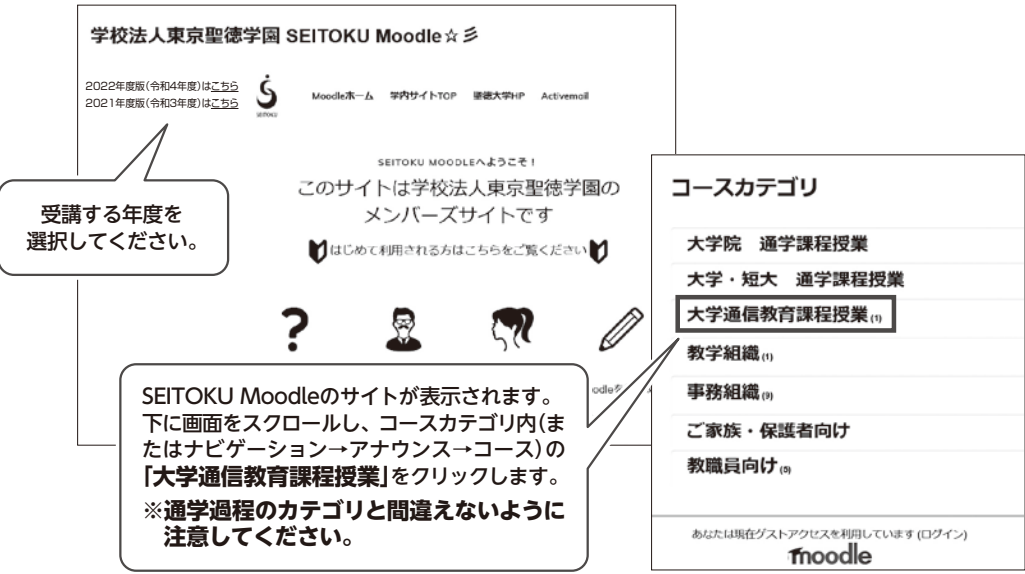 学校法人東京聖徳学園 SEITOKU Moodle☆彡
2022年度版(令和4年度)はこちら
2021年度版(令和3年度)はこちら
SEITOKU
Moodleホーム 学内サイトTOP 聖徳大学HP Activemail
SEITOKU MOODLEへようこそ!
このサイトは学校法人東京聖徳学園の
メンバーズサイトです
はじめて利用される方はこちらをご覧ください
受講する年度を
選択してください。
odleを
SEITOKU Moodleのサイトが表示されます。
下に画面をスクロールし、コースカテゴリ内(ま
たはナビゲーション→アナウンス→コース)の
「大学通信教育課程授業」をクリックします。
※通学過程のカテゴリと間違えないように
注意してください。
コースカテゴリ
大学院 通学課程授業
大学・短大 通学課程授業
大学通信教育課程授業(1)
教学組織(1)
事務組織(9)
ご家族・保護者向け
教職員向け(5)
あなたは現在ゲストアクセスを利用しています (ログイン)
moodle